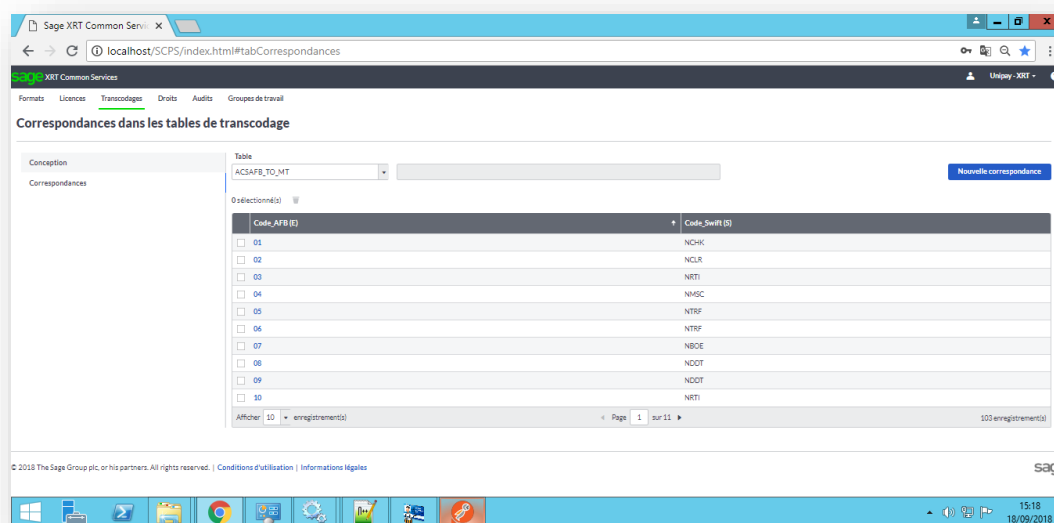 Sage XRT Common Servi
localhost/SCPS/index.html#tabCorrespondances
sage XRT Common Services
Unipay - XRT
Formats Licences Transcodages Droits Audits Groupes de travail
Correspondances dans les tables de transcodage
Conception
Correspondances
Table
ACSAFB_TO_MT
Nouvelle correspondance
0 sélectionné(s)
Code_AFB (E) Code_Swift (S)
01 NCHK
02 NCLR
03 NRTI
04 NMSC
05 NTRF
06 NTRF
07 NBOE
08 NDDT
09 NDDT
10 NRTI
Afficher 10 enregistrement(s) Page 1 sur 11 103 enregistrement(s)
© 2018 The Sage Group plc, or his partners. All rights reserved. | Conditions d'utilisation | Informations légales
sag
15:18
18/09/2018